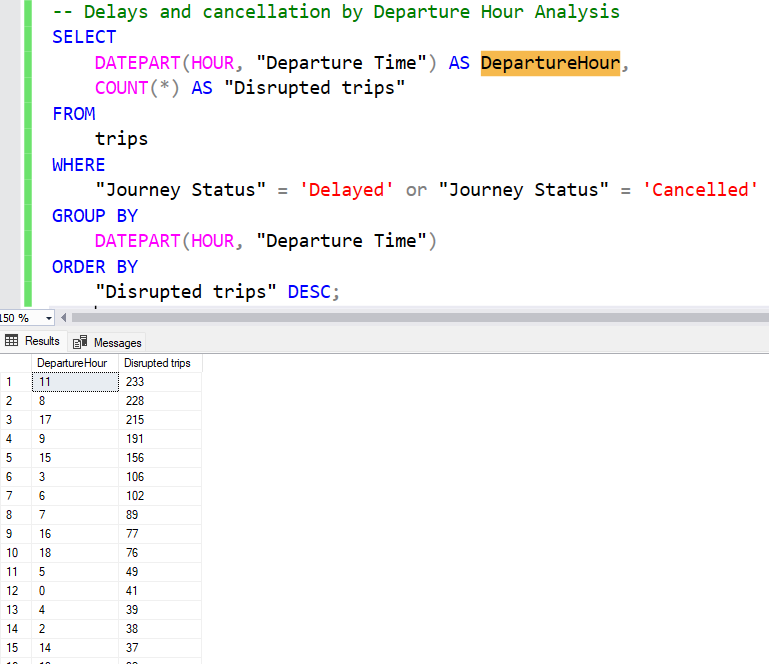 -- Delays and cancellation by Departure Hour Analysis
SELECT
DATEPART(HOUR, "Departure Time") AS DepartureHour,
COUNT(*) AS "Disrupted trips"
FROM
trips
WHERE
"Journey Status" = 'Delayed' or "Journey Status" = 'Cancelled'
GROUP BY
DATEPART(HOUR, "Departure Time")
ORDER BY
"Disrupted trips" DESC;
150 %
Results Messages
DepartureHour Disrupted trips
1 11 233
2 8 228
3 17 215
4 9 191
5 15 156
6 3 106
7 6 102
8 7 89
9 16 77
10 18 76
11 5 49
12 0 41
13 4 39
14 2 38
15 14 37